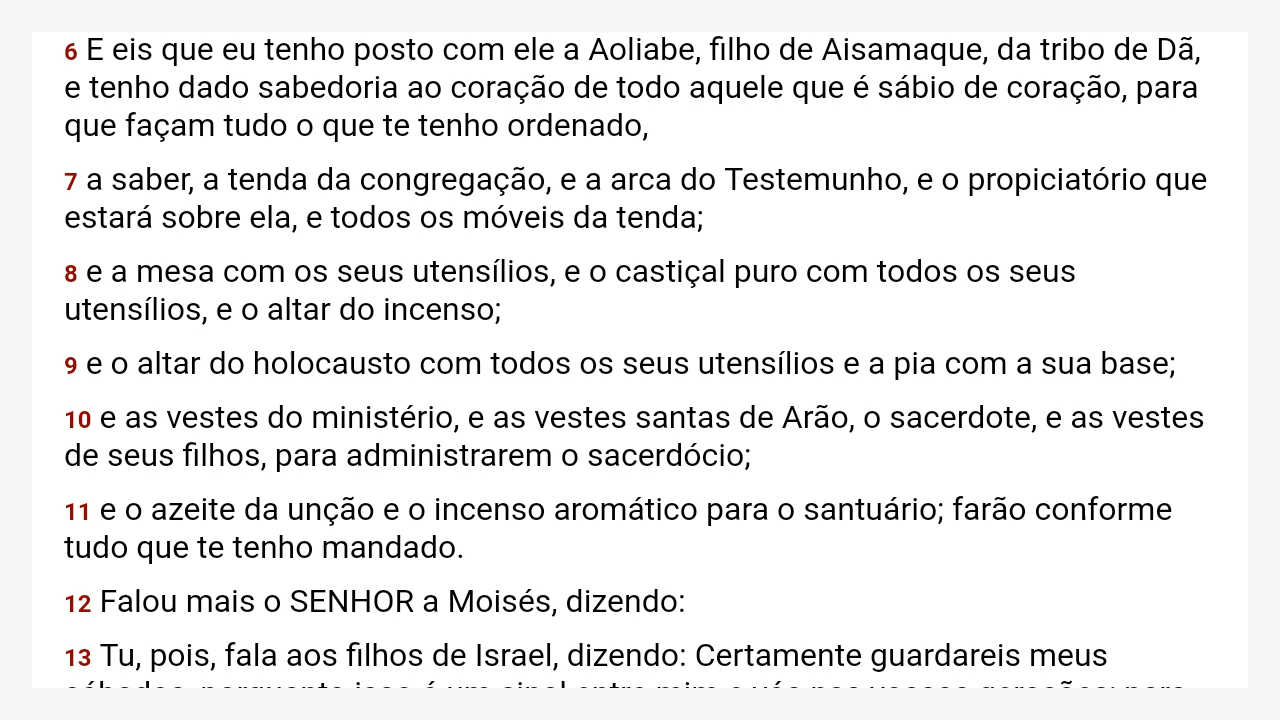 6 E eis que eu tenho posto com ele a Aoliabe, filho de Aisamaque, da tribo de Dã,
e tenho dado sabedoria ao coração de todo aquele que é sábio de coração, para
que façam tudo o que te tenho ordenado,
7 a saber, a tenda da congregação, e a arca do Testemunho, e o propiciatório que
estará sobre ela, e todos os móveis da tenda;
8 e a mesa com os seus utensílios, e o castiçal puro com todos os seus
utensílios, e o altar do incenso;
9 e o altar do holocausto com todos os seus utensílios e a pia com a sua base;
10 e as vestes do ministério, e as vestes santas de Arão, o sacerdote, e as vestes
de seus filhos, para administrarem o sacerdócio;
11 e o azeite da unção e o incenso aromático para o santuário; farão conforme
tudo que te tenho mandado.
12 Falou mais o SENHOR a Moisés, dizendo:
13 Tu, pois, fala aos filhos de Israel, dizendo: Certamente guardareis meus